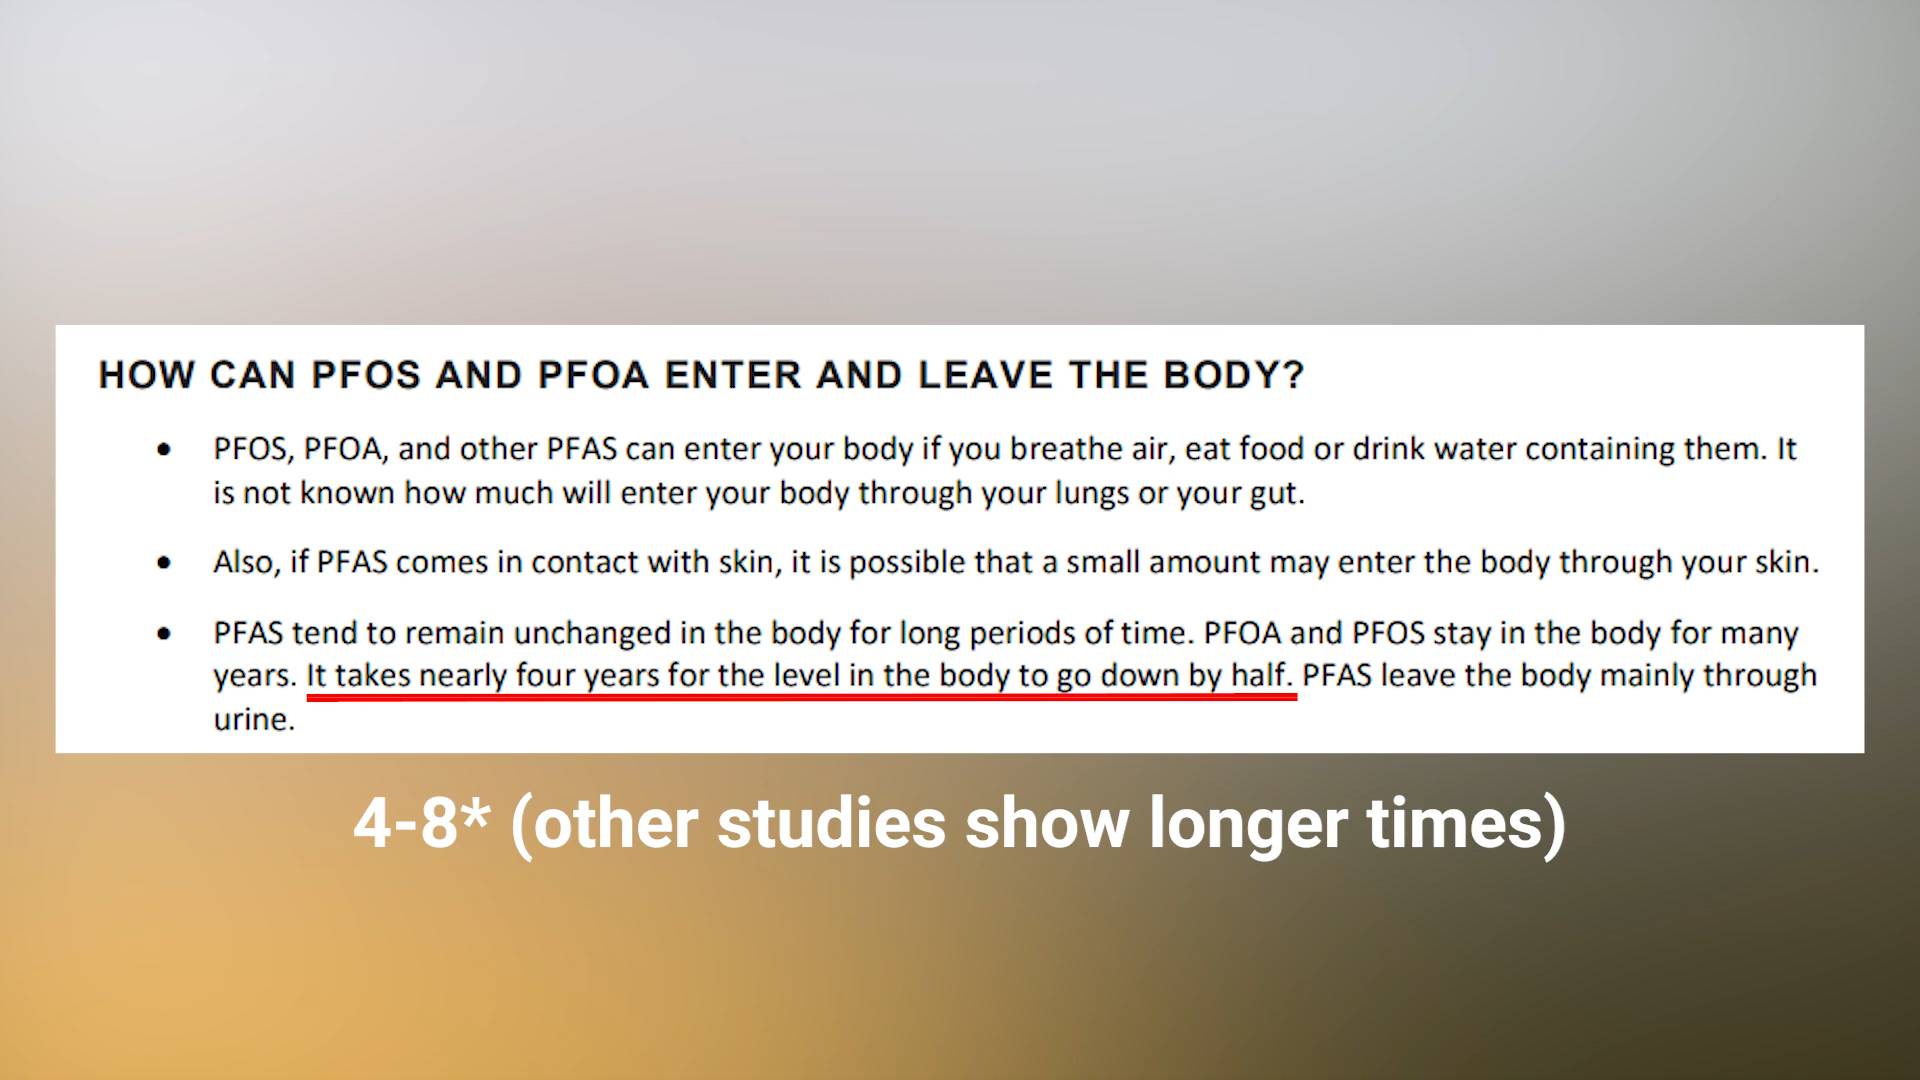 HOW CAN PFOS AND PFOA ENTER AND LEAVE THE BODY?
• PFOS, PFOA, and other PFAS can enter your body if you breathe air, eat food or drink water containing them. It
is not known how much will enter your body through your lungs or your gut.
• Also, if PFAS comes in contact with skin, it is possible that a small amount may enter the body through your skin.
• PFAS tend to remain unchanged in the body for long periods of time. PFOA and PFOS stay in the body for many
years. It takes nearly four years for the level in the body to go down by half. PFAS leave the body mainly through
urine.
4-8* (other studies show longer times)